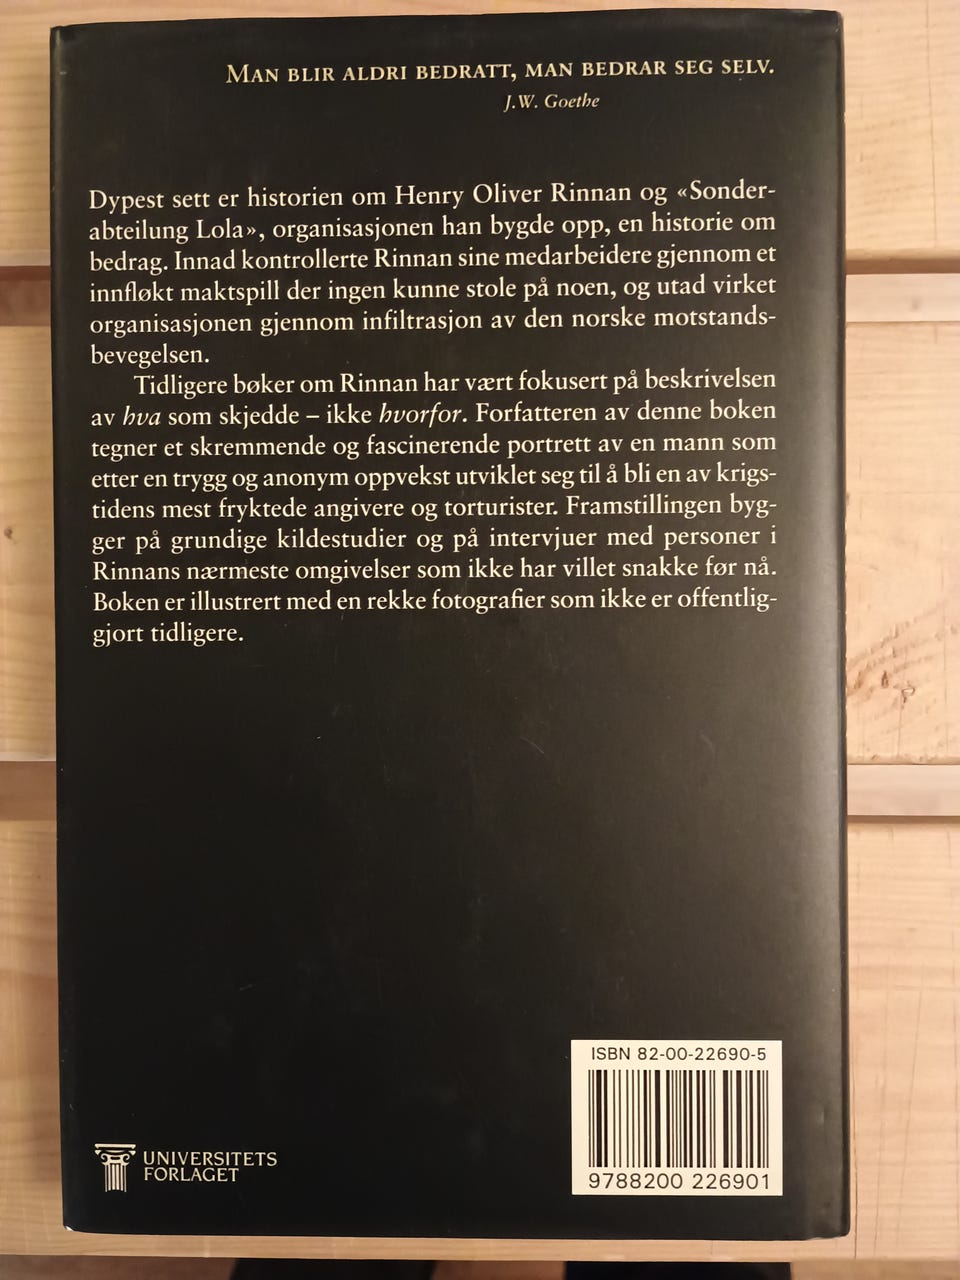 MAN BLIR ALDRI BEDRATT, MAN BEDRAR SEG SELV.
J.W. Goethe
Dypest sett er historien om Henry Oliver Rinnan og «Sonder-
abteilung Lola», organisasjonen han bygde opp, en historie om
bedrag. Innad kontrollerte Rinnan sine medarbeidere gjennom et
innfløkt maktspill der ingen kunne stole på noen, og utad virket
organisasjonen gjennom infiltrasjon av den norske motstands-
bevegelsen.
Tidligere bøker om Rinnan har vært fokusert på beskrivelsen
av hva som skjedde – ikke hvorfor. Forfatteren av denne boken
tegner et skremmende og fascinerende portrett av en mann som
etter en trygg og anonym oppvekst utviklet seg til å bli en av krigs-
tidens mest fryktede angivere og torturister. Framstillingen byg-
ger på grundige kildestudier og på intervjuer med personer i
Rinnans nærmeste omgivelser som ikke har villet snakke før nå.
Boken er illustrert med en rekke fotografier som ikke er offentlig-
gjort tidligere.
ISBN 82-00-22690-5
9788200 226901
UNIVERSITETS
FORLAGET